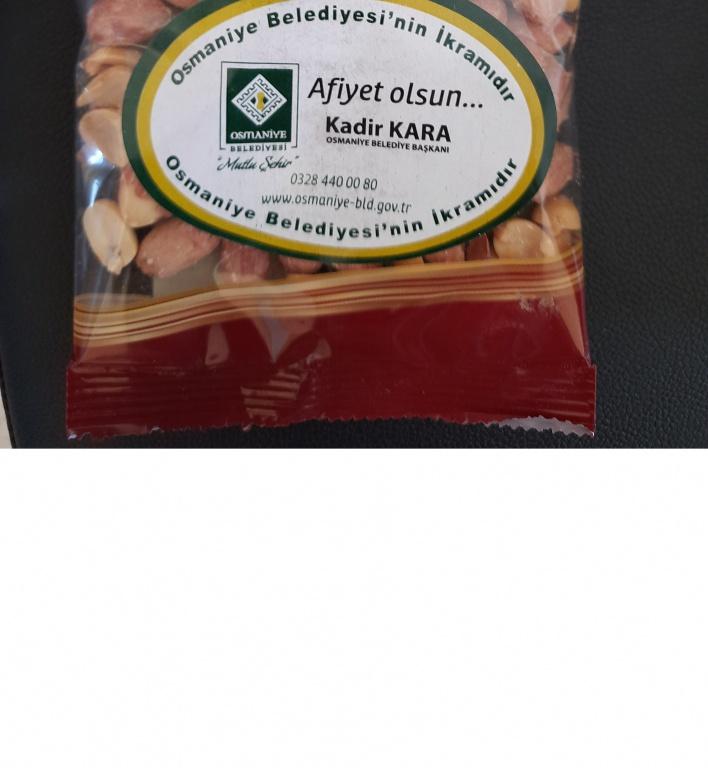 Osmaniye Belediyesi'nin İkramıdır
OSMANİYE
BELEDİYESİ
"Mutlu Şehir"
Afiyet olsun...
Kadir KARA
OSMANİYE BELEDİYE BAŞKANI
0328 440 00 80
www.osmaniye-bld.gov.tr
Osmaniye Belediyesi'nin İkramıdır